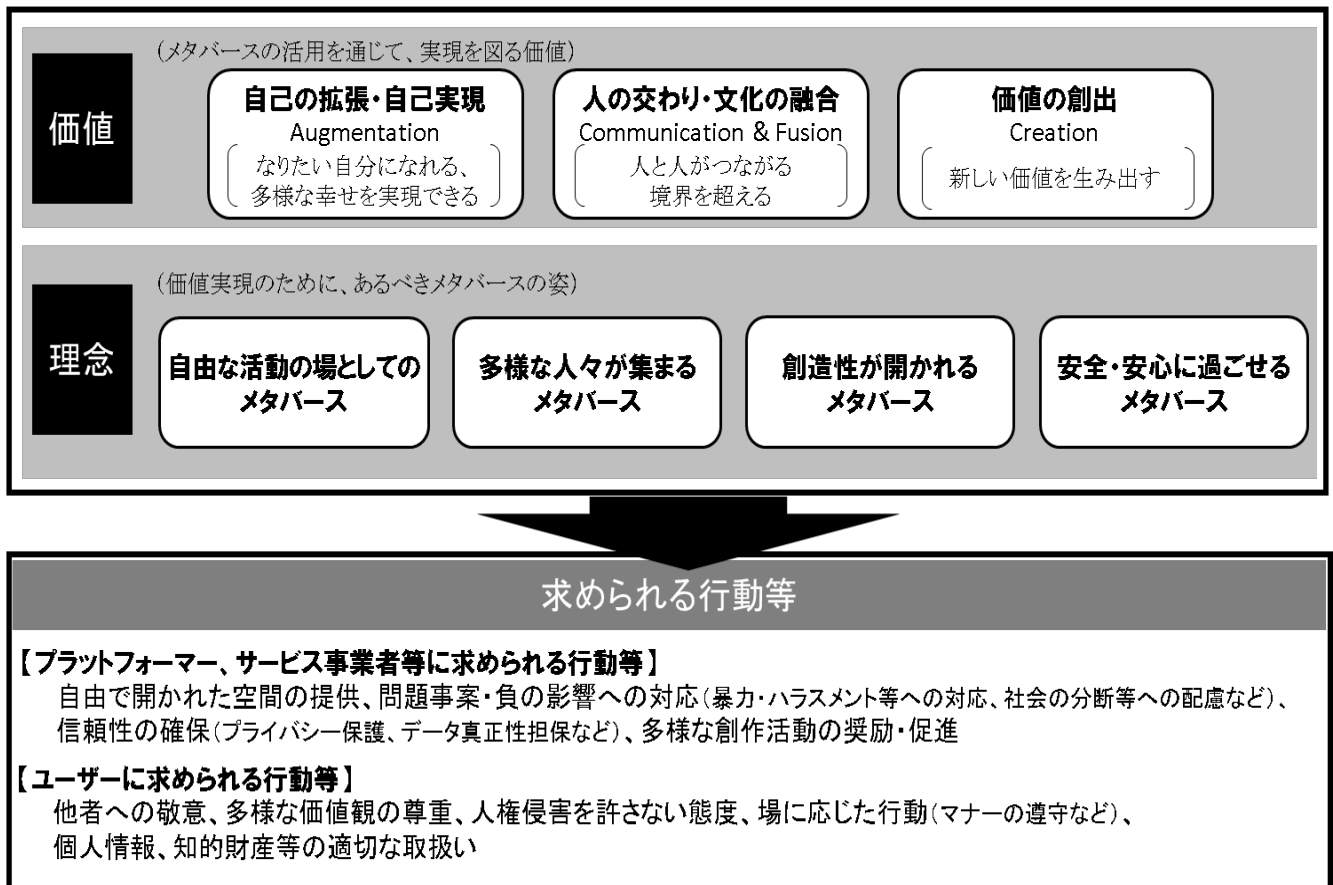 価値
(メタバースの活用を通じて、実現を図る価値)
自己の拡張・自己実現
Augmentation
なりたい自分になれる、
多様な幸せを実現できる
人の交わり・文化の融合
Communication & Fusion
人と人がつながる
境界を超える
価値の創出
Creation
新しい価値を生み出す
理念
(価値実現のために、あるべきメタバースの姿)
自由な活動の場としての
メタバース
多様な人々が集まる
メタバース
創造性が開かれる
メタバース
安全・安心に過ごせる
メタバース
求められる行動等
【プラットフォーマー、サービス事業者等に求められる行動等】
自由で開かれた空間の提供、問題事案・負の影響への対応(暴力・ハラスメント等への対応、社会の分断等への配慮など)、
信頼性の確保(プライバシー保護、データ真正性担保など)、多様な創作活動の奨励・促進
【ユーザーに求められる行動等】
他者への敬意、多様な価値観の尊重、人権侵害を許さない態度、場に応じた行動(マナーの遵守など)、
個人情報、知的財産等の適切な取扱い